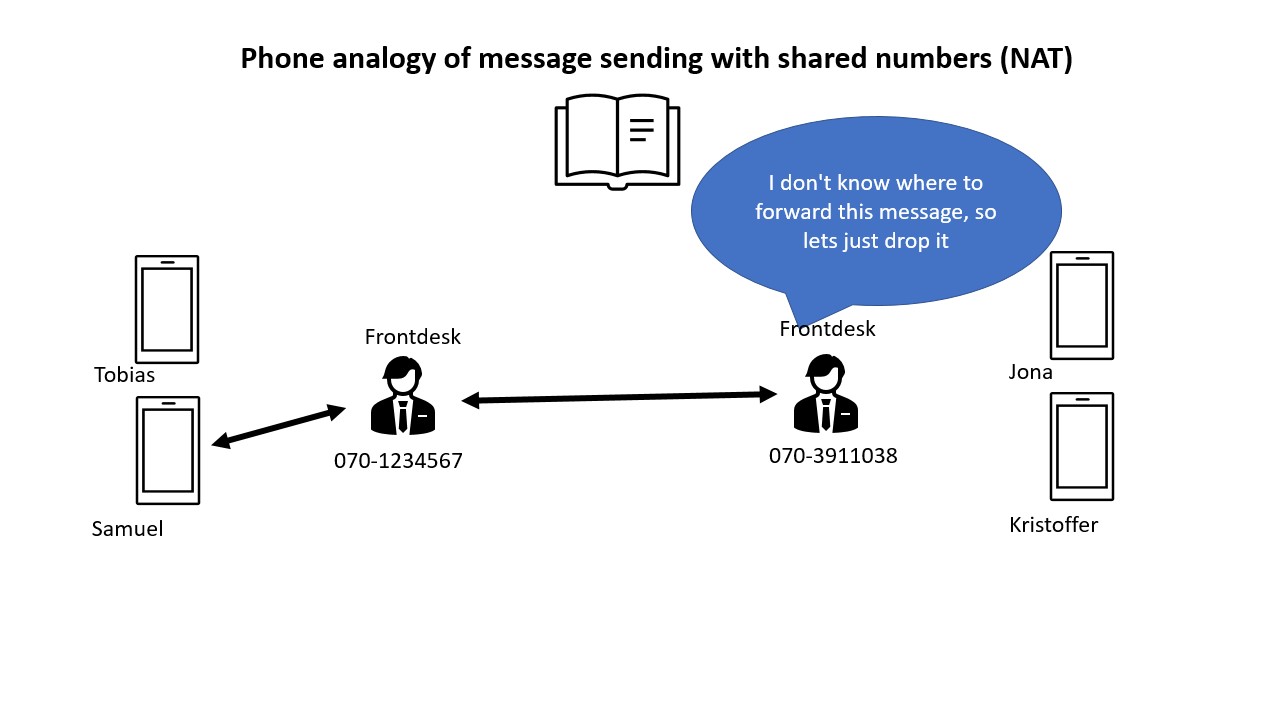 Phone analogy of message sending with shared numbers (NAT)
I don't know where to
forward this message, so
lets just drop it
Frontdesk
Frontdesk
Tobias
Jona
070-1234567
070-3911038
Samuel
Kristoffer